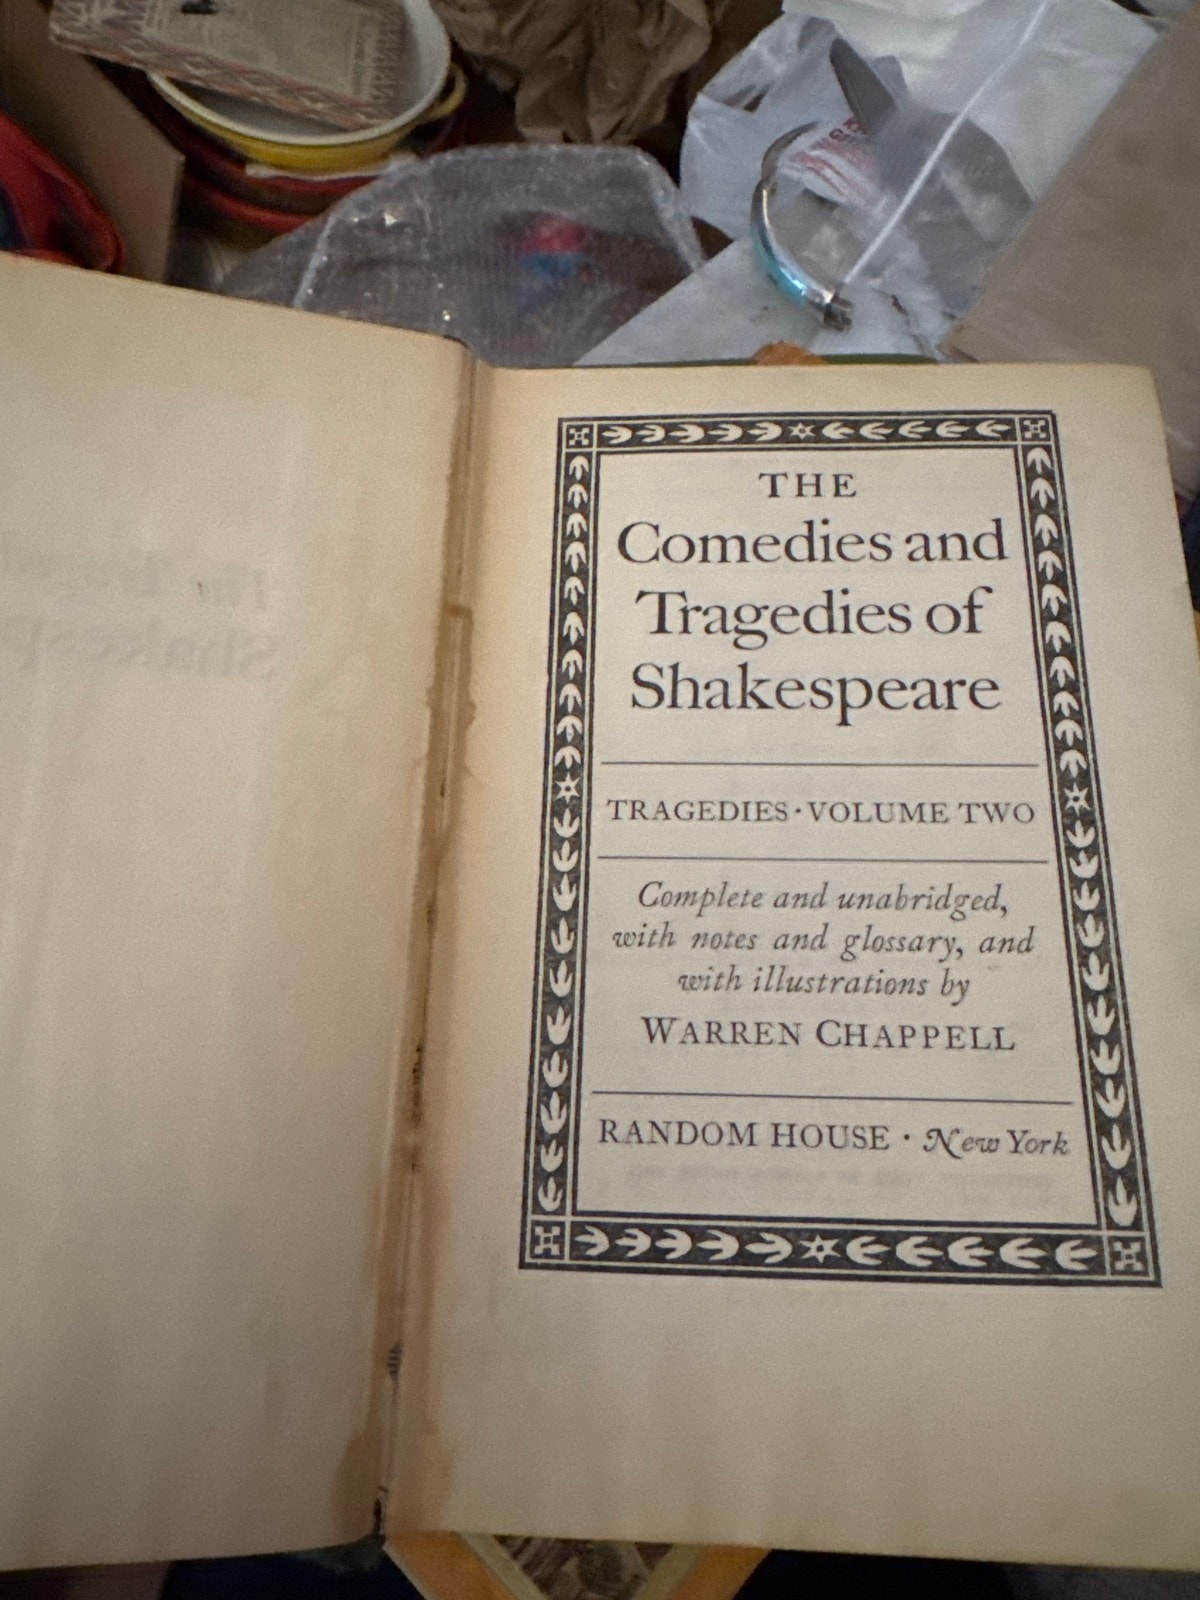 THE
Comedies and
Tragedies of
Shakespeare
TRAGEDIES · VOLUME TWO
Complete and unabridged,
with notes and glossary, and
with illustrations by
WARREN CHAPPELL
RANDOM HOUSE · New York